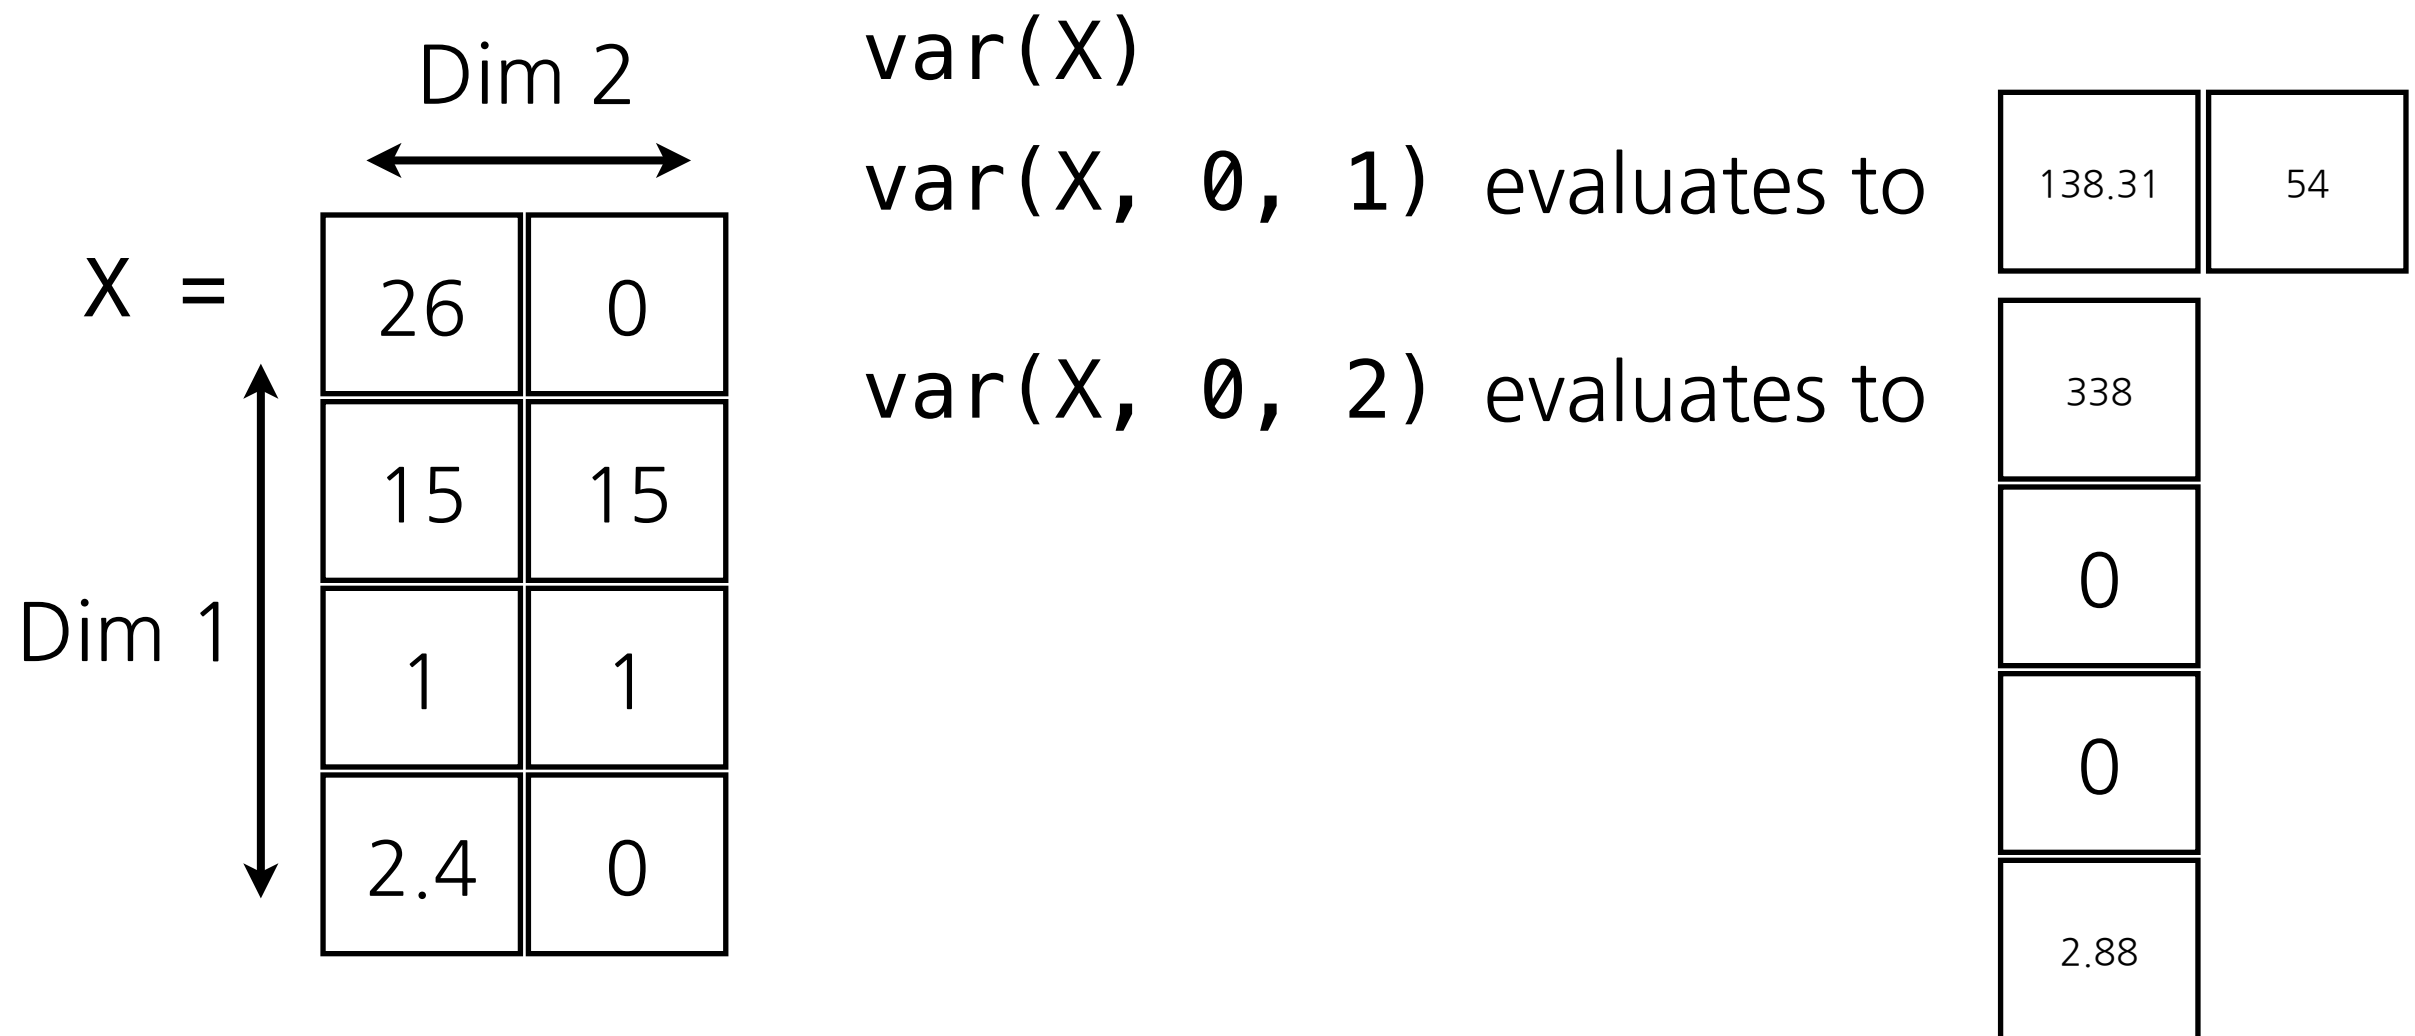 Dim 2
X =
Dim 1
26 0
15 15
1 1
2.4 0
var(X)
var(X, 0, 1) evaluates to 138.31 54
var(X, 0, 2) evaluates to 338
0
0
2.88